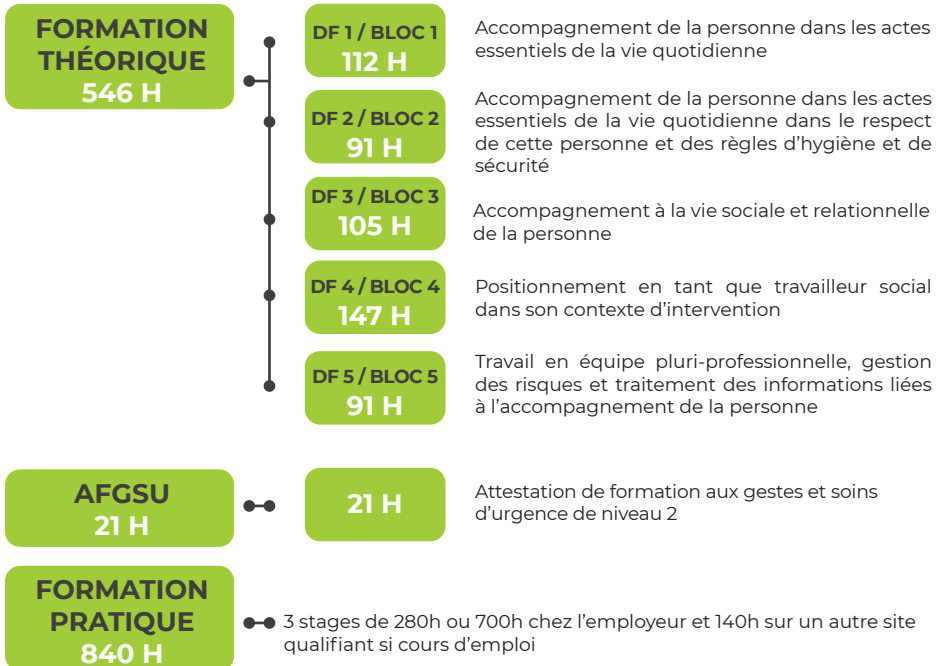 FORMATION
THÉORIQUE
546 H
DF 1 / BLOC 1
112 H
Accompagnement de la personne dans les actes
essentiels de la vie quotidienne
DF 2 / BLOC 2
91 H
Accompagnement de la personne dans les actes
essentiels de la vie quotidienne dans le respect
de cette personne et des règles d’hygiène et de
sécurité
DF 3 / BLOC 3
105 H
Accompagnement à la vie sociale et relationnelle
de la personne
DF 4 / BLOC 4
147 H
Positionnement en tant que travailleur social
dans son contexte d’intervention
DF 5 / BLOC 5
91 H
Travail en équipe pluri-professionnelle, gestion
des risques et traitement des informations liées
à l’accompagnement de la personne
AFGSU
21 H
21 H
Attestation de formation aux gestes et soins
d’urgence de niveau 2
FORMATION
PRATIQUE
840 H
3 stages de 280h ou 700h chez l’employeur et 140h sur un autre site
qualifiant si cours d’emploi